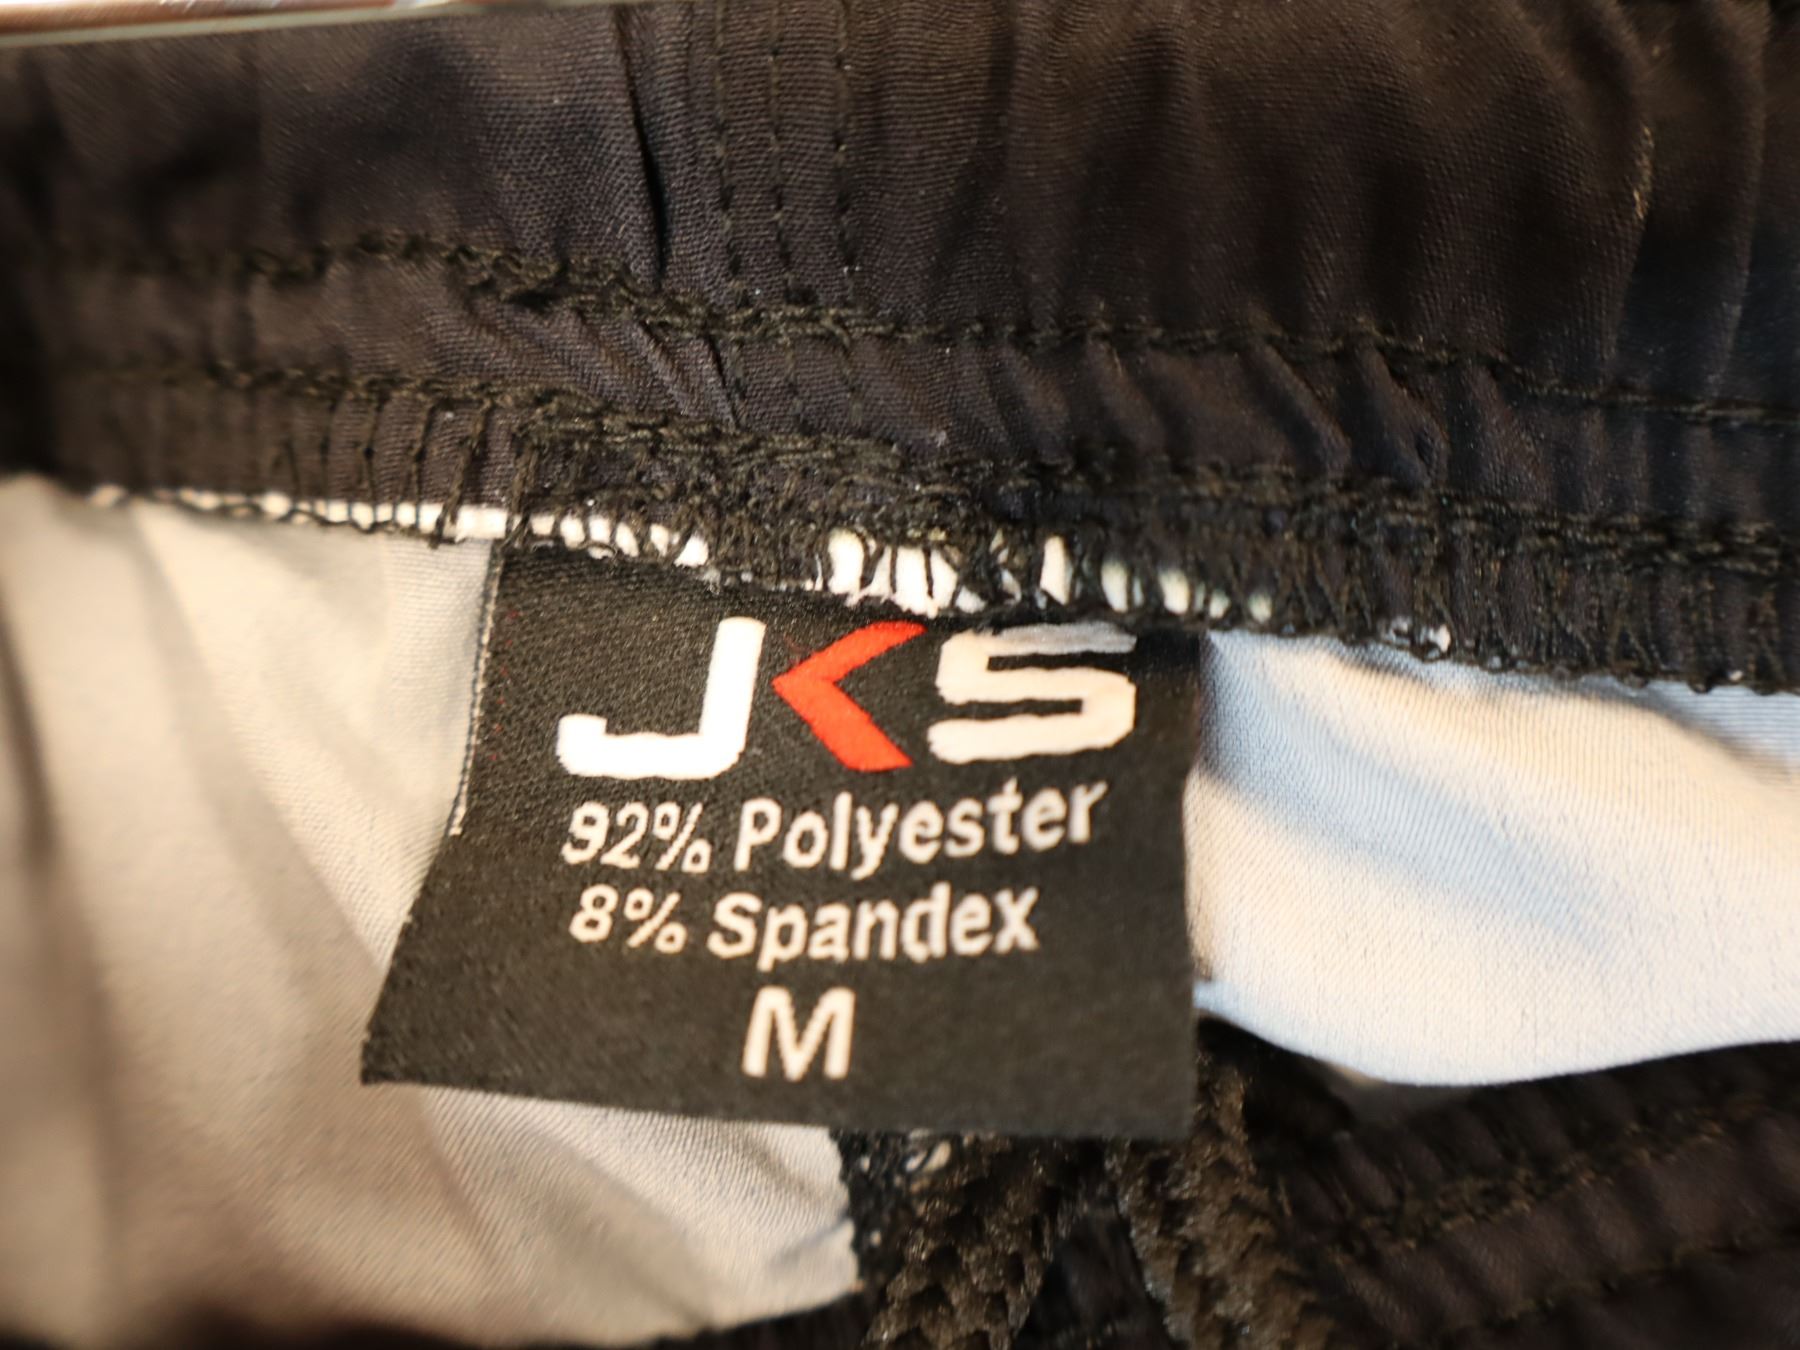 JKS
92% Polyester
8% Spandex
M